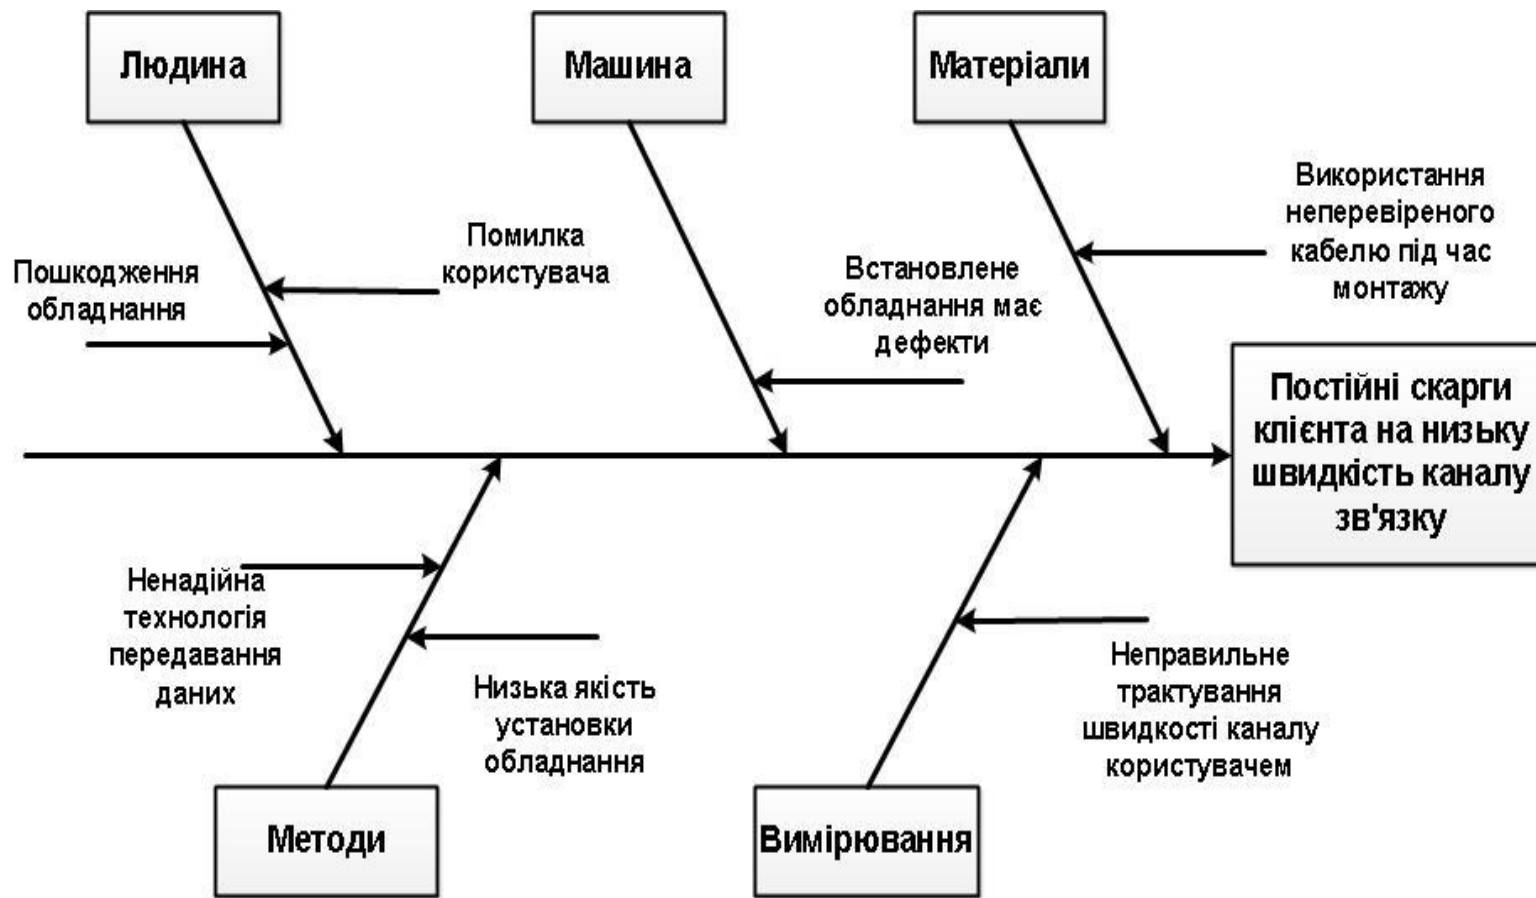 Людина
Машина
Матеріали
Використання
неперевіреного
кабелю під час
монтажу
Помилка
користувача
Пошкодження
обладнання
Встановлене
обладнання має
дефекти
Постійні скарги
клієнта на низьку
швидкість каналу
зв'язку
Ненадійна
технологія
передавання
даних
Низька якість
установки
обладнання
Неправильне
трактування
швидкості каналу
користувачем
Методи
Вимірювання